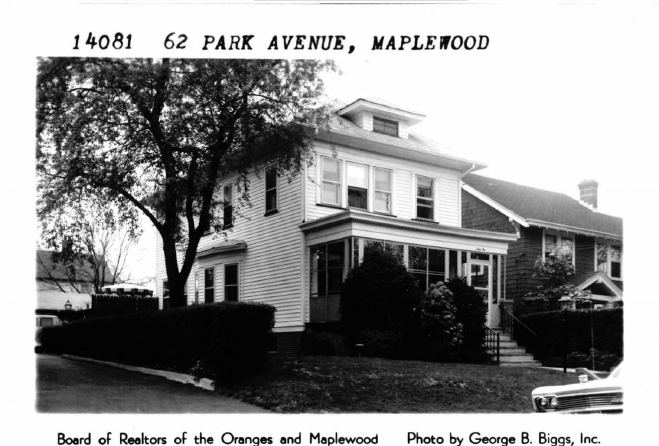 14081 62 PARK AVENUE, MAPLEWOOD
Board of Realtors of the Oranges and Maplewood Photo by George B. Biggs, Inc.